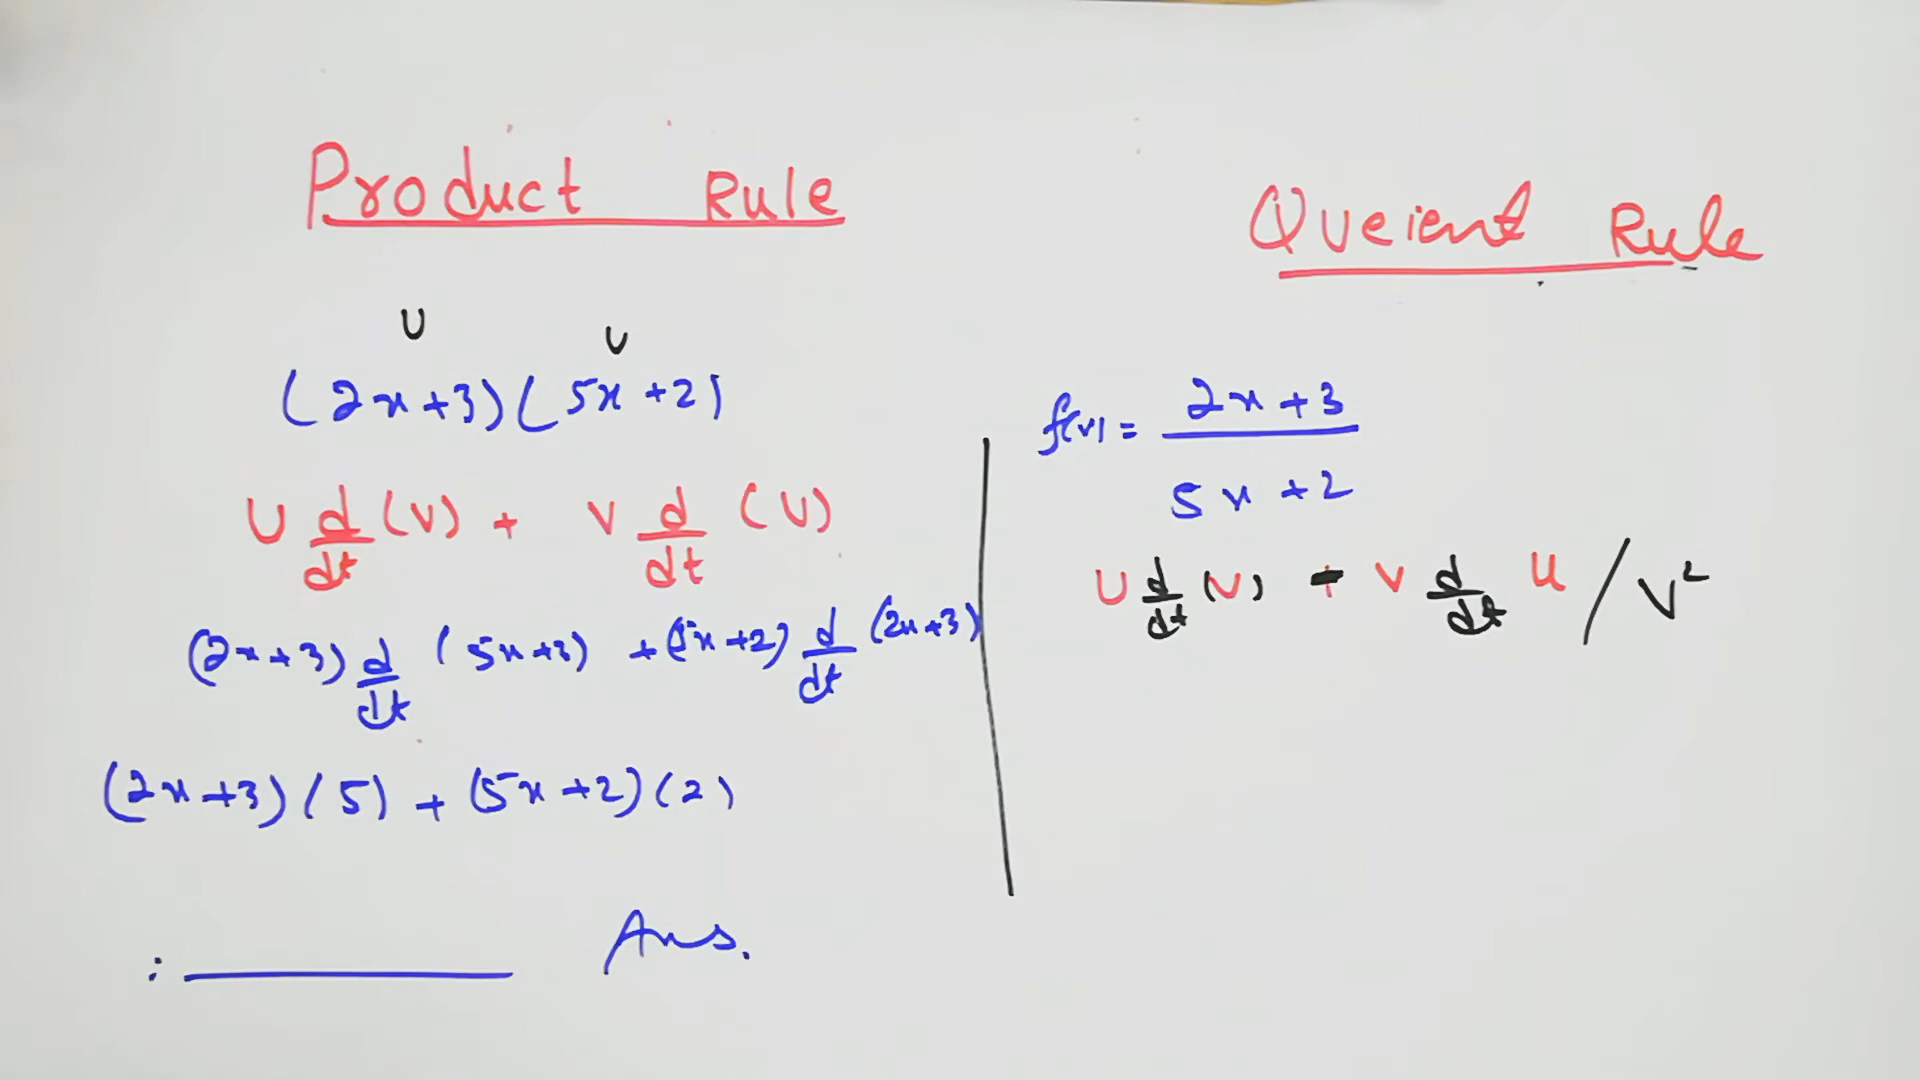 Product Rule
U U
(2x+3)(5x+2)
U d/dt (V) + V d/dt (U)
(2x+3) d/dt (5x+3) + (5x+2) d/dt (2x+3)
(2x+3)(5) + (5x+2)(2)
: ________ Ans.
Queient Rule
f(x) = 2x+3 / 5x+2
U d/dt (V) - V d/dt u / V²